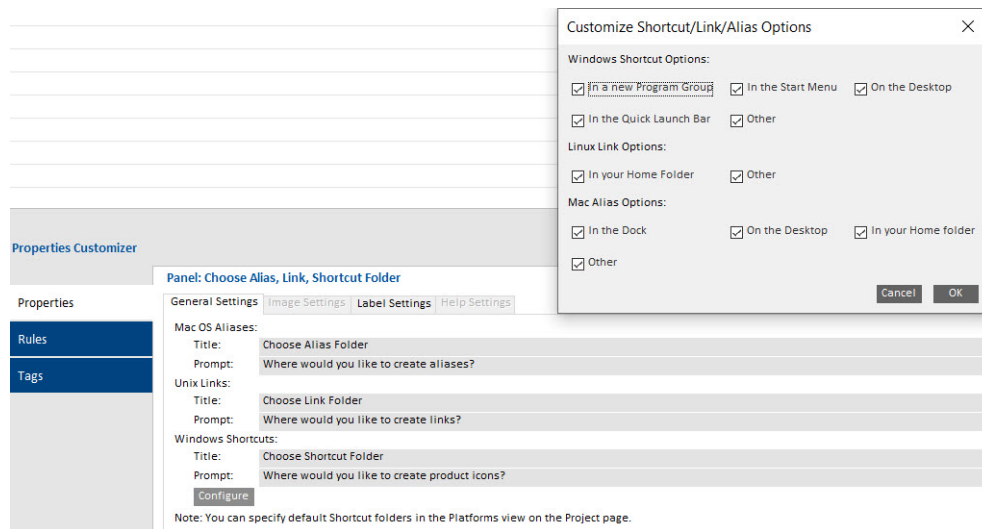 Customize Shortcut/Link/Alias Options
Windows Shortcut Options:
In a new Program Group In the Start Menu On the Desktop
In the Quick Launch Bar Other
Linux Link Options:
In your Home Folder Other
Mac Alias Options:
In the Dock On the Desktop In your Home folder
Other
Cancel OK
Properties Customizer
Properties
Rules
Tags
Panel: Choose Alias, Link, Shortcut Folder
General Settings Image Settings Label Settings Help Settings
Mac OS Aliases:
Title: Choose Alias Folder
Prompt: Where would you like to create aliases?
Unix Links:
Title: Choose Link Folder
Prompt: Where would you like to create links?
Windows Shortcuts:
Title: Choose Shortcut Folder
Prompt: Where would you like to create product icons?
Configure
Note: You can specify default Shortcut folders in the Platforms view on the Project page.